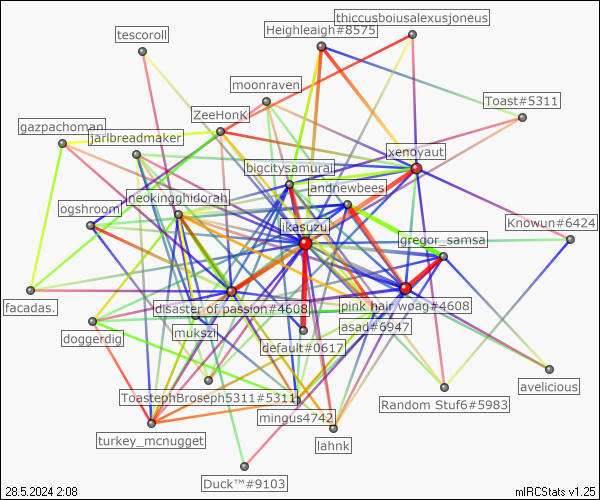 thiccusboiusalexusjoneus
tescoroll
Heighleaigh#8575
moonraven
Toast#5311
ZeeHonK
gazpachoman
jarlbreadmaker
xenoyaut
bigcitysamurai
andnewbees
neokingghidorah
ogshroom
ikasuzu
Knowun#6424
gregor_samsa
facadas.
disaster of passion#4608
pink hair woag#4608
asad#6947
mukszi
doggerdig
default#0617
avelicious
ToastephBroseph5311#5311
Random Stuf6#5983
mingus4742
turkey_mcnugget
lahnk
Duck™#9103
28.5.2024 2:08
mIRCStats v1.25